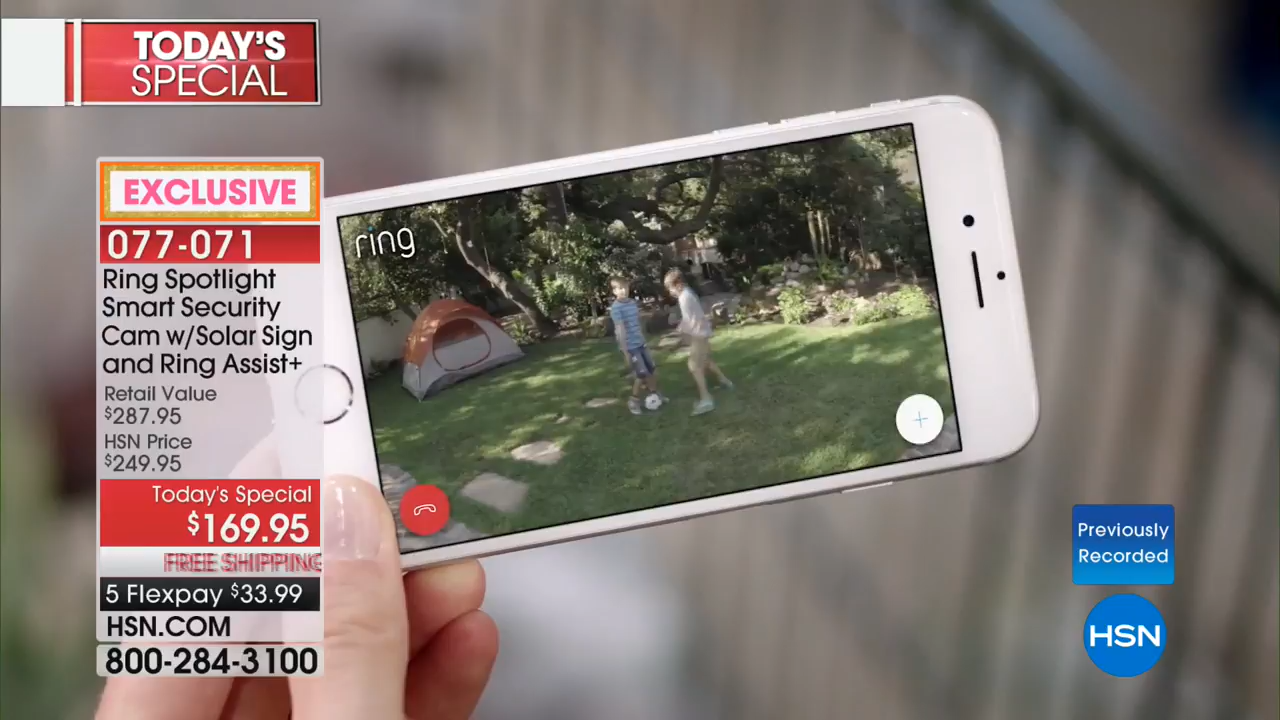 TODAY'S
SPECIAL
EXCLUSIVE
077-071
Ring Spotlight
Smart Security
Cam w/Solar Sign
and Ring Assist+
Retail Value
$287.95
HSN Price
$249.95
Today's Special
$169.95
FREE SHIPPING
5 Flexpay $33.99
HSN.COM
800-284-3100
ring
Previously
Recorded
HSN